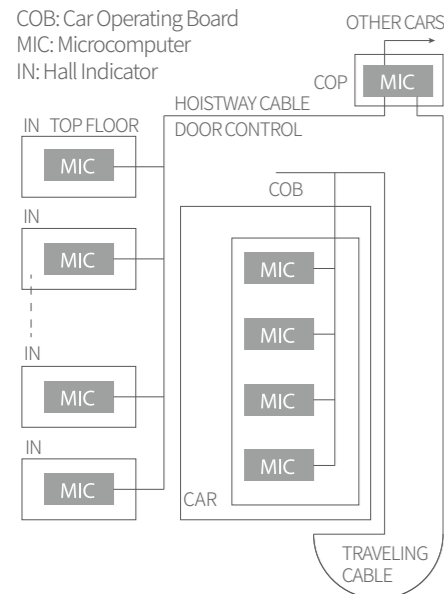 COB: Car Operating Board
MIC: Microcomputer
IN: Hall Indicator
OTHER CARS
COP
MIC
HOISTWAY CABLE
DOOR CONTROL
IN TOP FLOOR
MIC
COB
IN
MIC
MIC
MIC
IN
MIC
MIC
IN
MIC
MIC
CAR
TRAVELING
CABLE